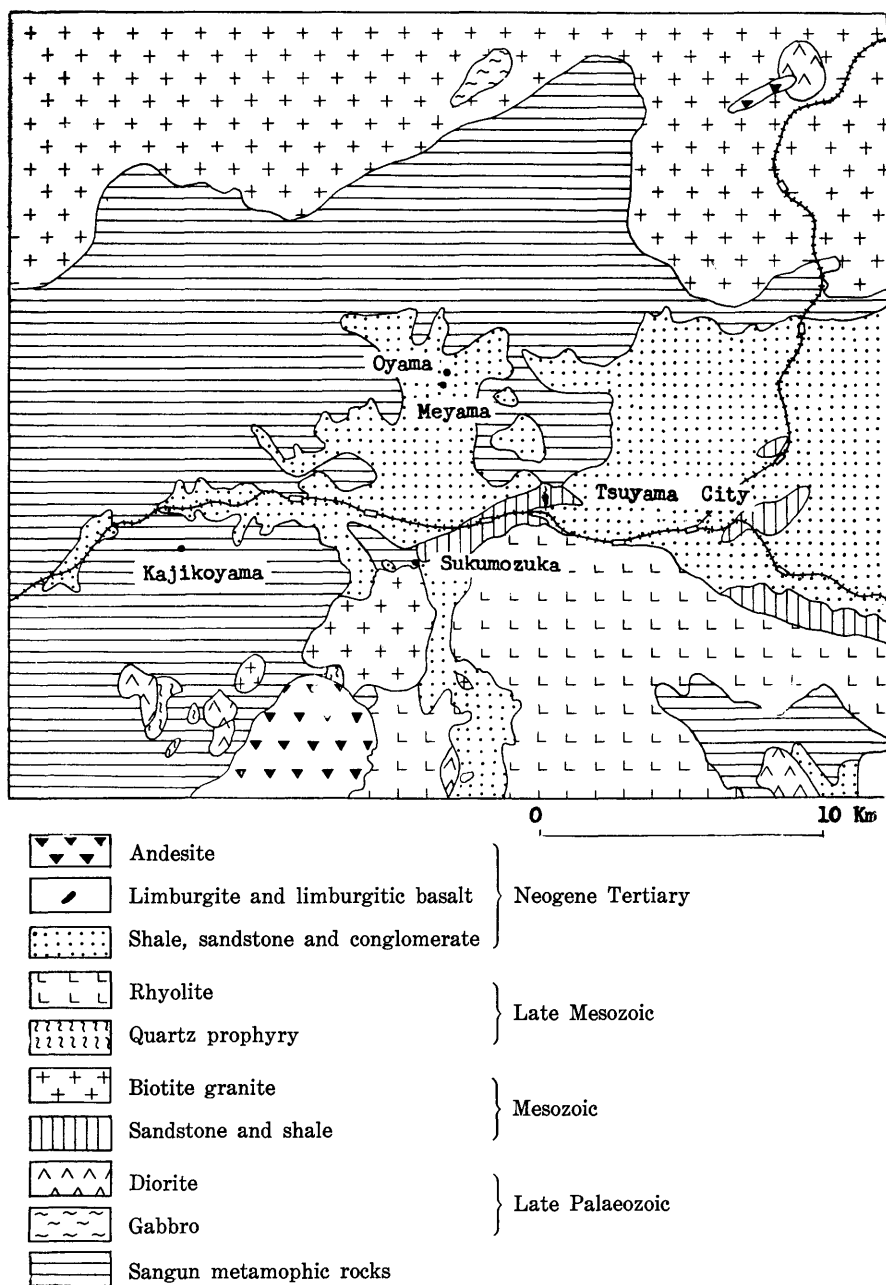 Oyama
Meyama
Tsuyama City
Kajikoyama
Sukumozuka
0 10 Km
Andesite
Limburgite and limburgitic basalt
Neogene Tertiary
Shale, sandstone and conglomerate
Rhyolite
Late Mesozoic
Quartz prophyry
Biotite granite
Mesozoic
Sandstone and shale
Diorite
Late Palaeozoic
Gabbro
Sangun metamophic rocks